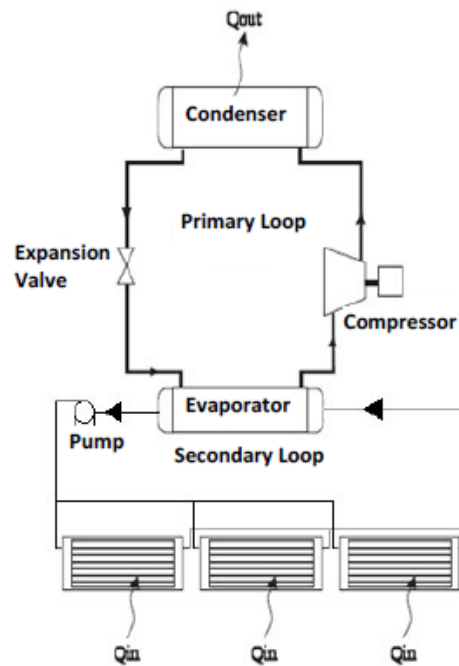 Qout
Condenser
Primary Loop
Expansion
Valve
Compressor
Evaporator
Pump
Secondary Loop
Qin
Qin
Qin